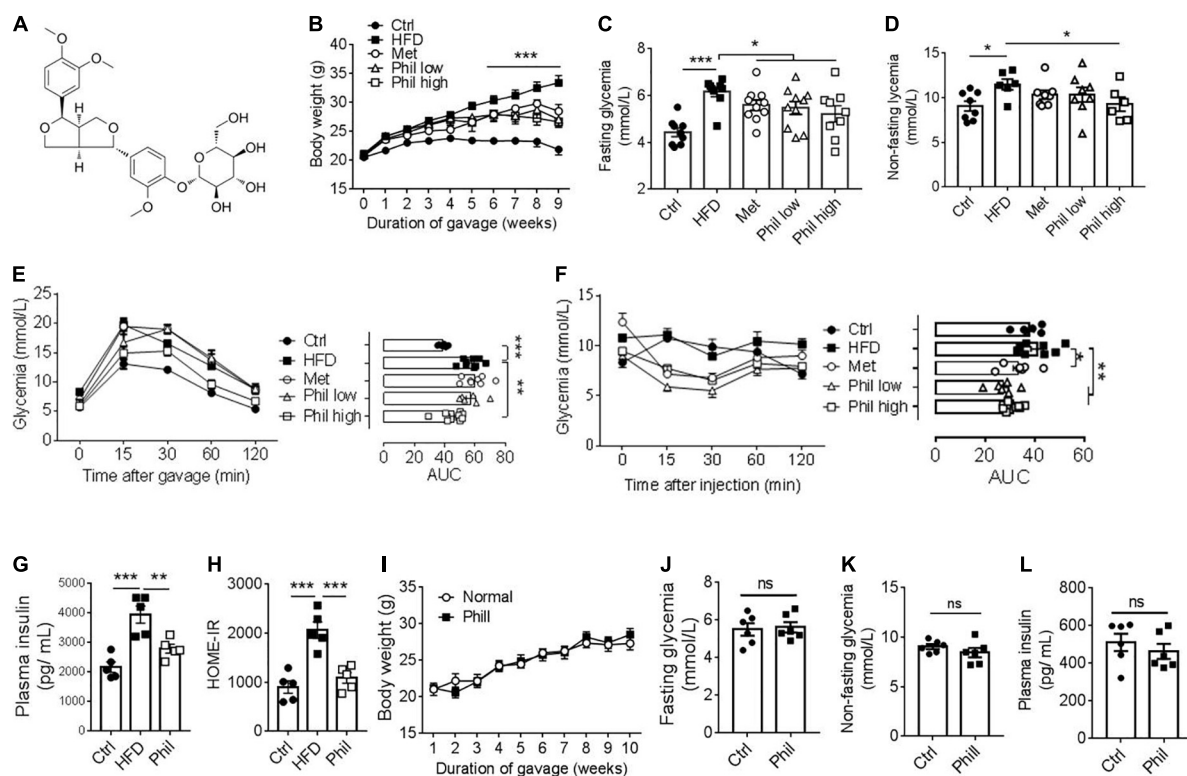 A
O
O
O
H
O
H
O
OH
O
OH
O
O
OH
OH
B
Ctrl
HFD
Met
Phil low
Phil high
***
Body weight (g)
40
35
30
25
20
15
0 1 2 3 4 5 6 7 8 9
Duration of gavage (weeks)
C
*
***
Fasting glycemia
(mmol/L)
8
6
4
2
Ctrl HFD Met Phil low Phil high
D
*
*
Non-fasting glycemia
(mmol/L)
15
10
5
0
Ctrl HFD Met Phil low Phil high
E
Glycemia (mmol/L)
25
20
15
10
5
0
0 15 30 60 120
Time after gavage (min)
Ctrl
HFD
Met
Phil low
Phil high
***
**
0 20 40 60 80
AUC
F
Glycemia (mmol/L)
20
15
10
5
0
0 15 30 60 120
Time after injection (min)
Ctrl
HFD
Met
Phil low
Phil high
*
**
0 20 40 60
AUC
G
*** **
Plasma insulin
(pg/ mL)
5000
4000
3000
2000
1000
0
Ctrl HFD Phil
H
*** ***
HOME-IR
3000
2000
1000
0
Ctrl HFD Phil
I
Normal
Phill
Body weight (g)
35
30
25
20
15
1 2 3 4 5 6 7 8 9 10
Duration of gavage (weeks)
J
ns
Fasting glycemia
(mmol/L)
8
6
4
2
0
Ctrl Phill
K
ns
Non-fasting glycemia
(mmol/L)
15
10
5
0
Ctrl Phill
L
ns
Plasma insulin
(pg/ mL)
800
600
400
200
0
Ctrl Phill